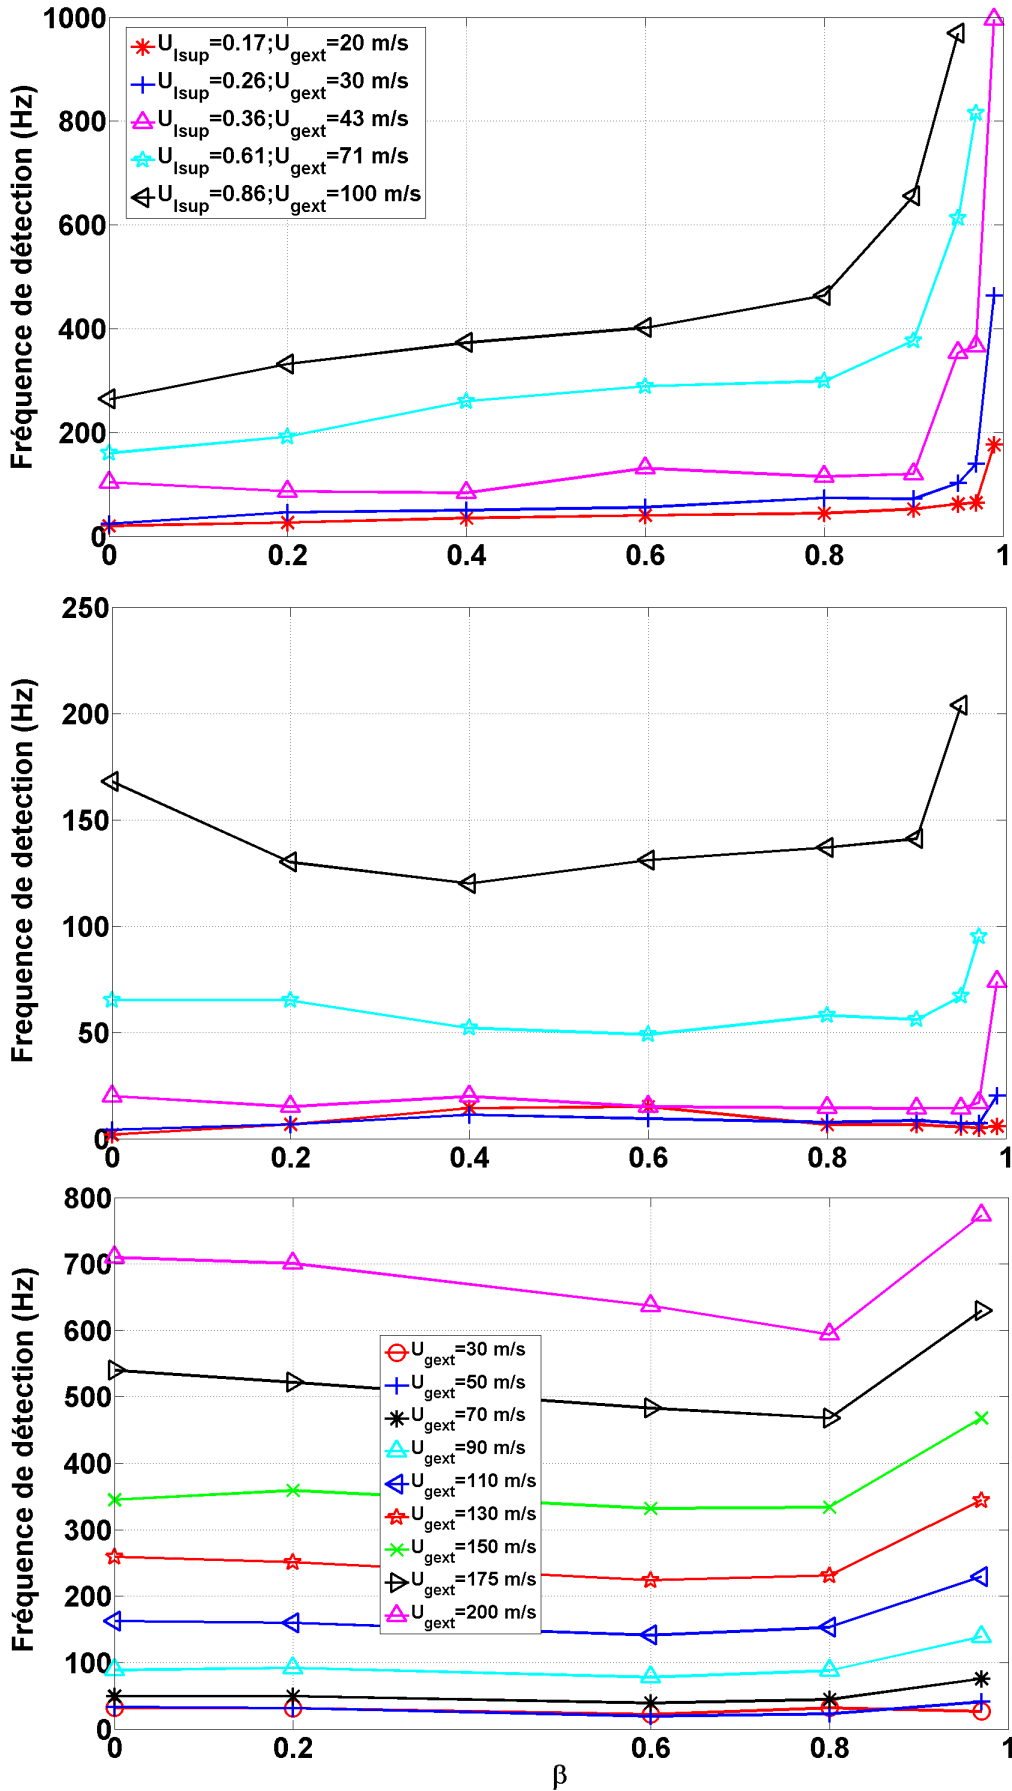 Fréquence de détection (Hz)
1000
800
600
400
200
0
0 0.2 0.4 0.6 0.8 1
Ulsup=0.17;Ugext=20 m/s
Ulsup=0.26;Ugext=30 m/s
Ulsup=0.36;Ugext=43 m/s
Ulsup=0.61;Ugext=71 m/s
Ulsup=0.86;Ugext=100 m/s
Frequence de detection (Hz)
250
200
150
100
50
0
0 0.2 0.4 0.6 0.8 1
Fréquence de détection (Hz)
800
700
600
500
400
300
200
100
0
0 0.2 0.6 0.8 1
Ugext=30 m/s
Ugext=50 m/s
Ugext=70 m/s
Ugext=90 m/s
Ugext=110 m/s
Ugext=130 m/s
Ugext=150 m/s
Ugext=175 m/s
Ugext=200 m/s
β